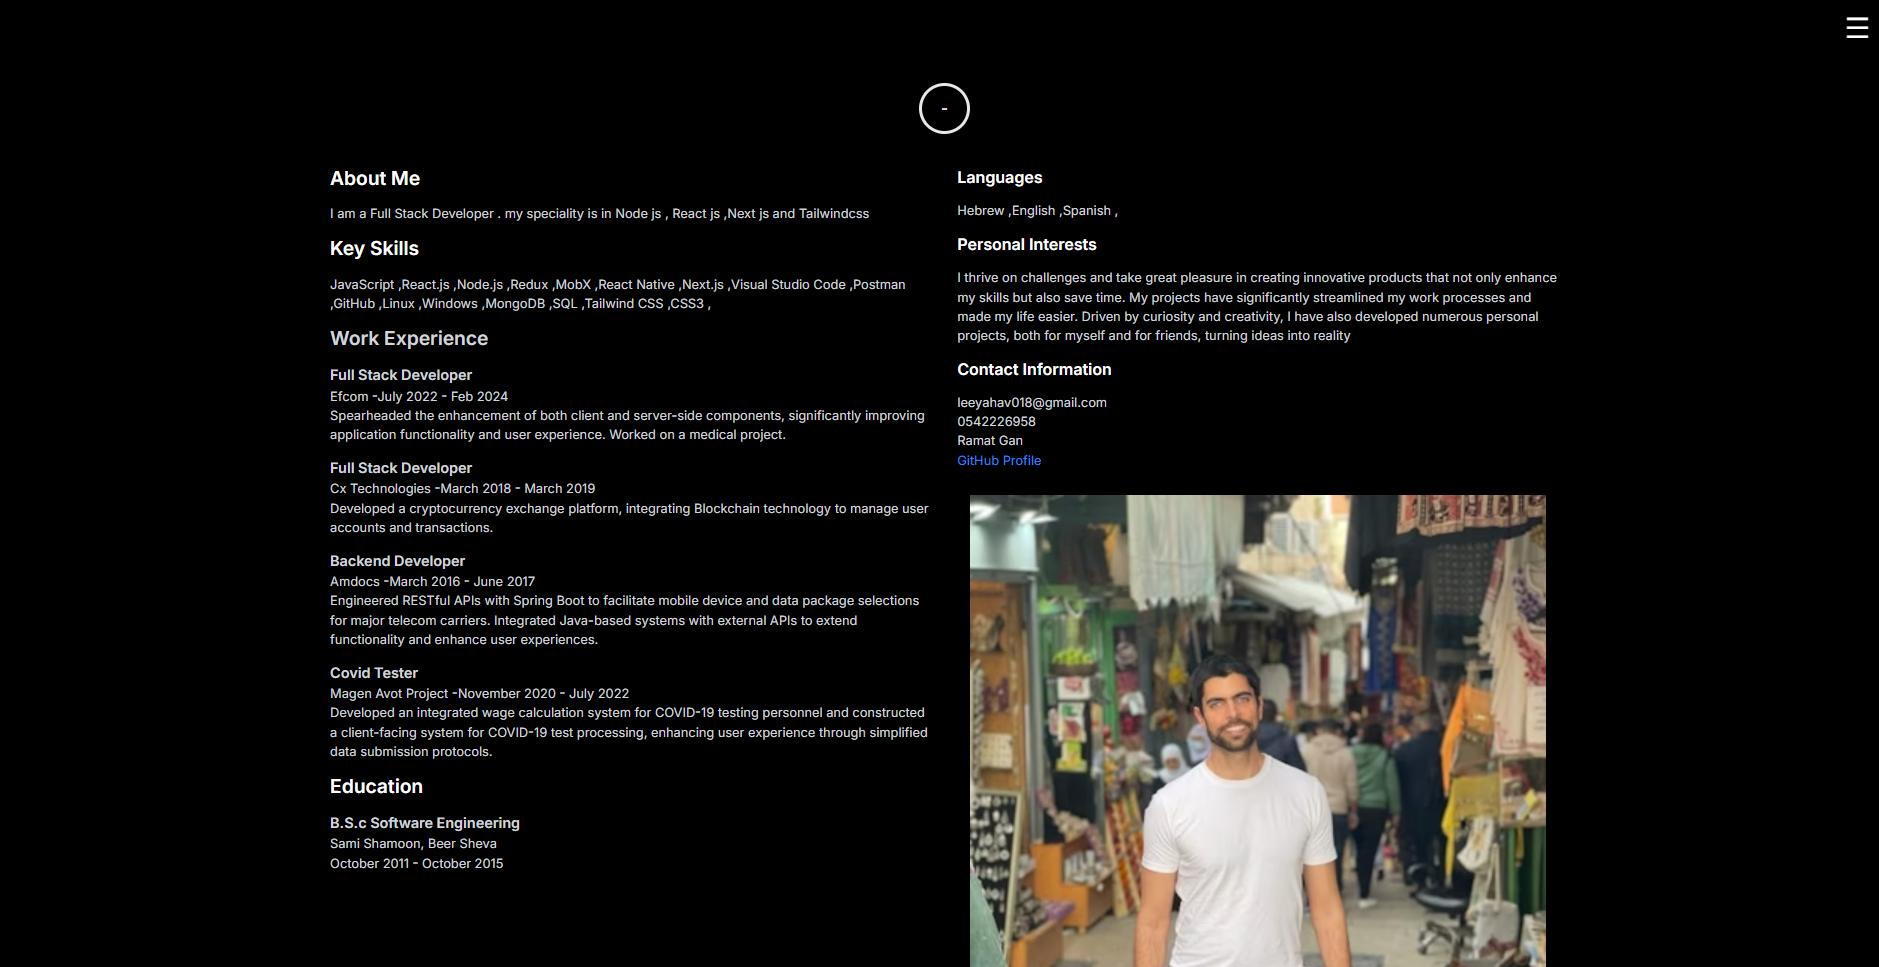 ☰
-
About Me
I am a Full Stack Developer . my speciality is in Node js , React js ,Next js and Tailwindcss
Key Skills
JavaScript ,React.js ,Node.js ,Redux ,MobX ,React Native ,Next.js ,Visual Studio Code ,Postman
,GitHub ,Linux ,Windows ,MongoDB ,SQL ,Tailwind CSS ,CSS3 ,
Work Experience
Full Stack Developer
Efcom -July 2022 - Feb 2024
Spearheaded the enhancement of both client and server-side components, significantly improving
application functionality and user experience. Worked on a medical project.
Full Stack Developer
Cx Technologies -March 2018 - March 2019
Developed a cryptocurrency exchange platform, integrating Blockchain technology to manage user
accounts and transactions.
Backend Developer
Amdocs -March 2016 - June 2017
Engineered RESTful APIs with Spring Boot to facilitate mobile device and data package selections
for major telecom carriers. Integrated Java-based systems with external APIs to extend
functionality and enhance user experiences.
Covid Tester
Magen Avot Project -November 2020 - July 2022
Developed an integrated wage calculation system for COVID-19 testing personnel and constructed
a client-facing system for COVID-19 test processing, enhancing user experience through simplified
data submission protocols.
Education
B.S.c Software Engineering
Sami Shamoon, Beer Sheva
October 2011 - October 2015
Languages
Hebrew ,English ,Spanish ,
Personal Interests
I thrive on challenges and take great pleasure in creating innovative products that not only enhance
my skills but also save time. My projects have significantly streamlined my work processes and
made my life easier. Driven by curiosity and creativity, I have also developed numerous personal
projects, both for myself and for friends, turning ideas into reality
Contact Information
leeyahav018@gmail.com
0542226958
Ramat Gan
GitHub Profile